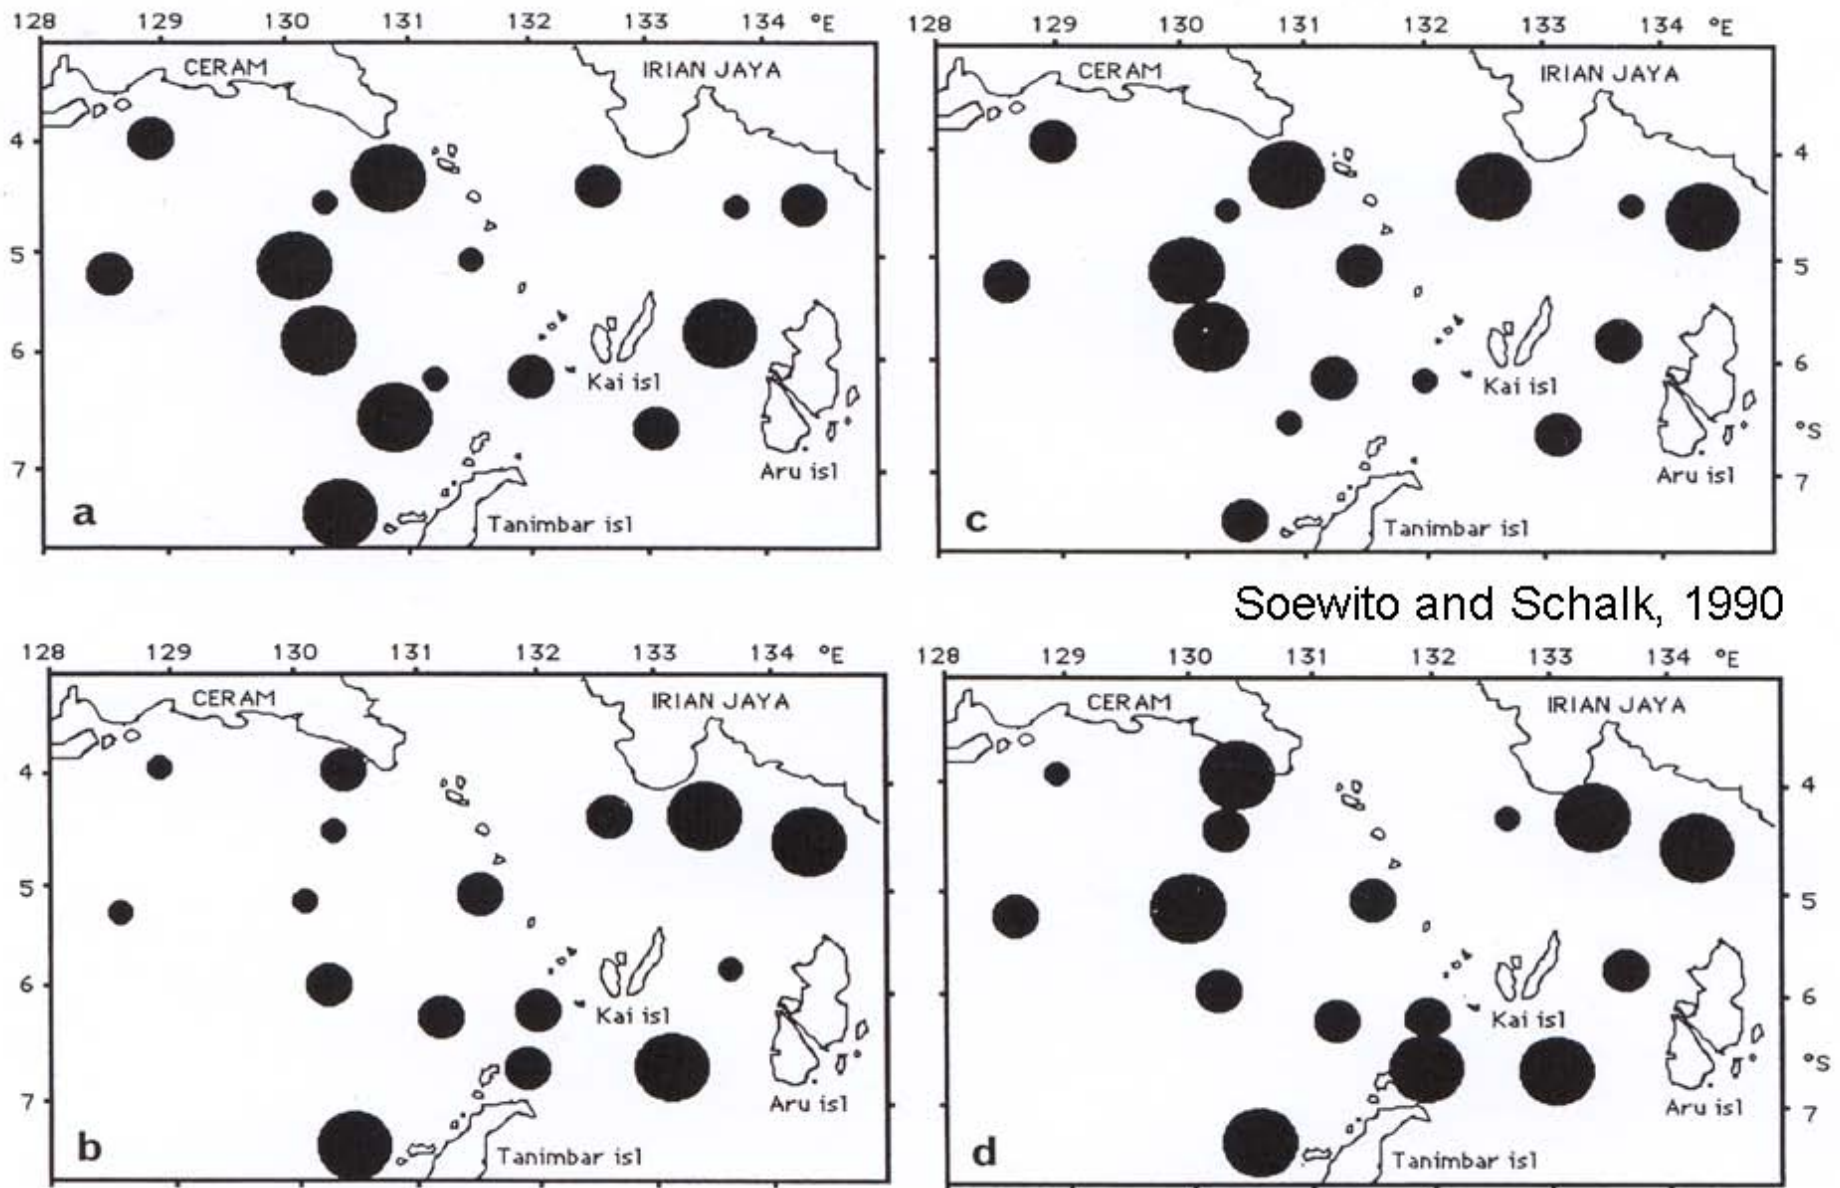 128 129 130 131 132 133 134 °E
CERAM IRIAN JAYA
4
5
6
Kai isl
7
Aru isl
a
Tanimbar isl
128 129 130 131 132 133 134 °E
CERAM IRIAN JAYA
4
5
6
Kai isl
°S
Aru isl
7
c
Tanimbar isl
Soewito and Schalk, 1990
128 129 130 131 132 133 134 °E
CERAM IRIAN JAYA
4
5
6
Kai isl
7
Aru isl
b
Tanimbar isl
128 129 130 131 132 133 134 °E
CERAM IRIAN JAYA
4
5
6
Kai isl
°S
Aru isl
7
d
Tanimbar isl